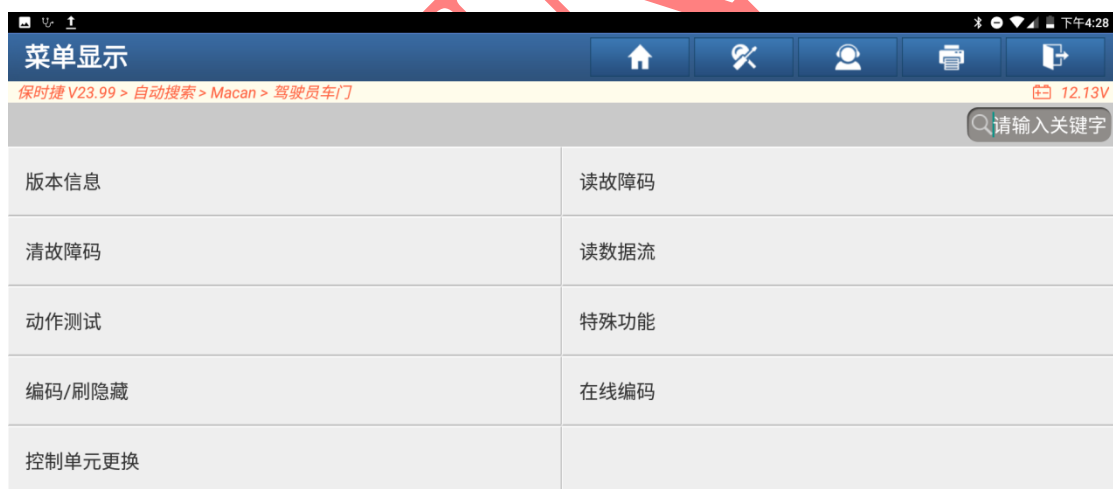 下午4:28
菜单显示
保时捷 V23.99 > 自动搜索 > Macan > 驾驶员车门 12.13V
请输入关键字
版本信息 读故障码
清故障码 读数据流
动作测试 特殊功能
编码/刷隐藏 在线编码
控制单元更换